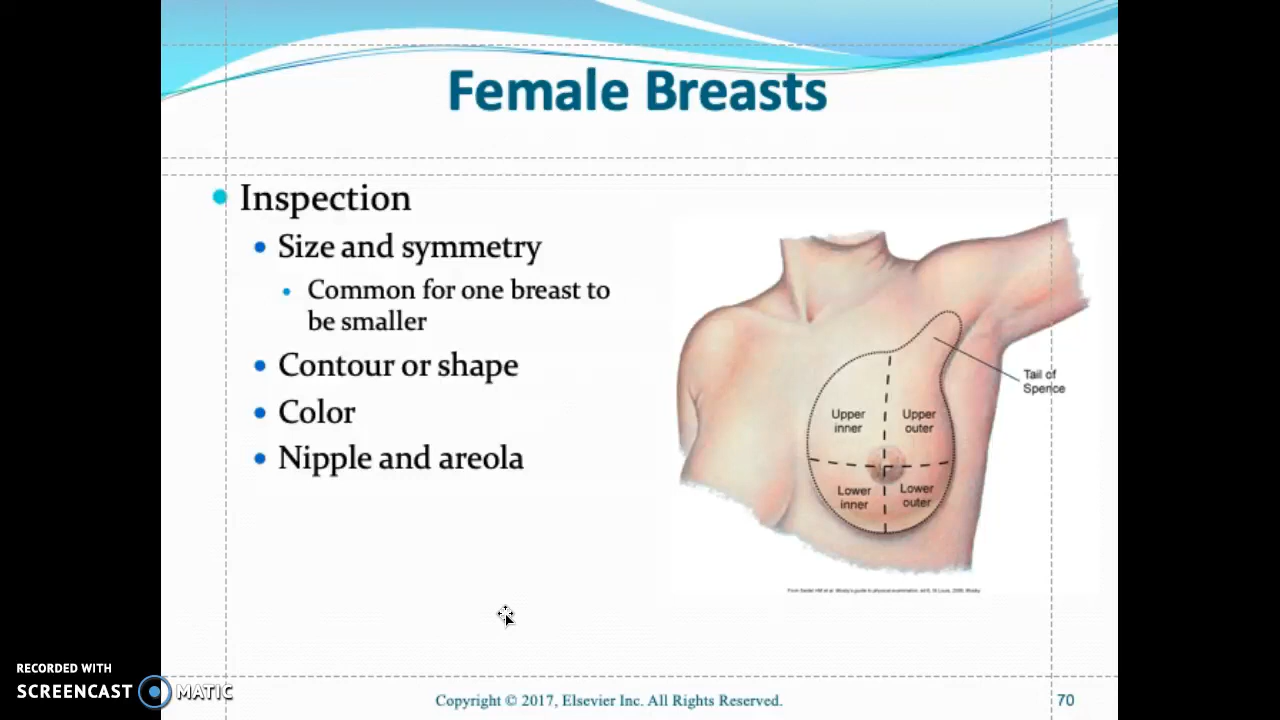 Female Breasts
Inspection
Size and symmetry
Common for one breast to
be smaller
Contour or shape
Color
Nipple and areola
Upper
inner
Upper
outer
Lower
inner
Lower
outer
Tail of
Spence
RECORDED WITH
SCREENCAST MATIC
Copyright © 2017, Elsevier Inc. All Rights Reserved.
70